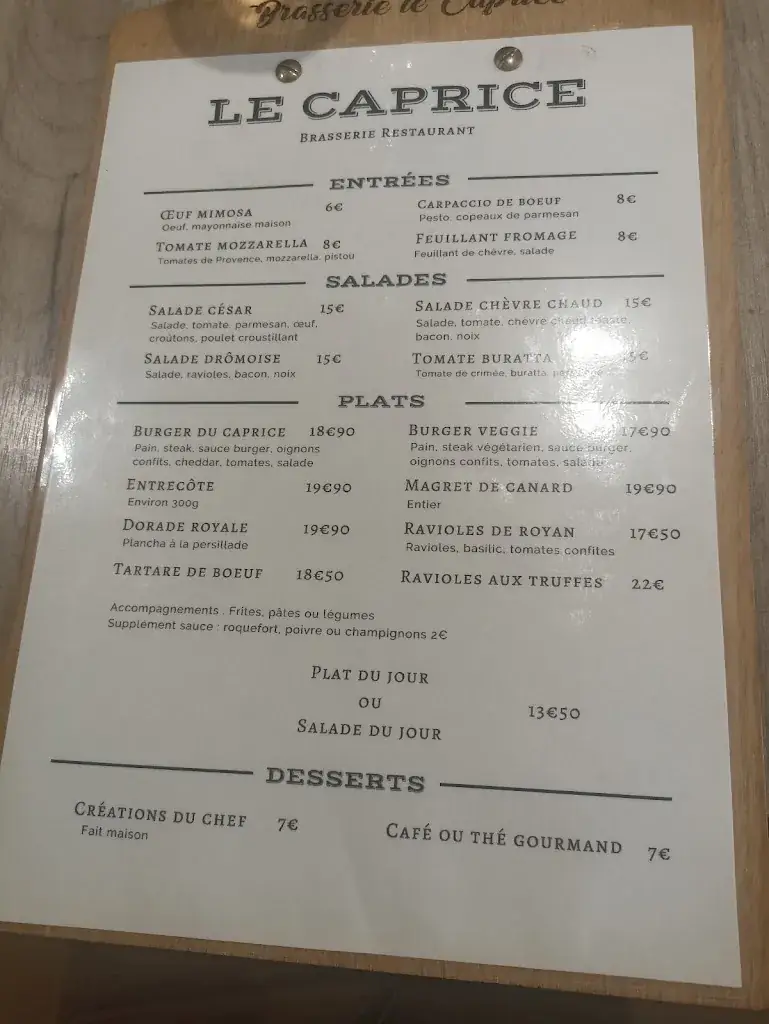 Brasserie le Caprice
LE CAPRICE
BRASSERIE RESTAURANT
ENTRÉES
ŒUF MIMOSA 6€
Oeuf, mayonnaise maison
TOMATE MOZZARELLA 8€
Tomates de Provence, mozzarella, pistou
CARPACCIO DE BOEUF 8€
Pesto, copeaux de parmesan
FEUILLANT FROMAGE 8€
Feuillant de chèvre, salade
SALADES
SALADE CÉSAR 15€
Salade, tomate, parmesan, œuf,
croûtons, poulet croustillant
SALADE DRÔMOISE 15€
Salade, ravioles, bacon, noix
SALADE CHÈVRE CHAUD 15€
Salade, tomate, chèvre chaud
bacon, noix
TOMATE BURATTA 5€
Tomate de crimée, buratta,
PLATS
BURGER DU CAPRICE 18€90
Pain, steak, sauce burger, oignons
confits, cheddar, tomates, salade
ENTRECÔTE 19€90
Environ 300g
DORADE ROYALE 19€90
Plancha à la persillade
TARTARE DE BOEUF 18€50
BURGER VEGGIE 17€90
Pain, steak végétarien, sauce burger,
oignons confits, tomates, salade
MAGRET DE CANARD 19€90
Entier
RAVIOLES DE ROYAN 17€50
Ravioles, basilic, tomates confites
RAVIOLES AUX TRUFFES 22€
Accompagnements : Frites, pâtes ou légumes
Supplément sauce : roquefort, poivre ou champignons 2€
PLAT DU JOUR
OU
SALADE DU JOUR
13€50
DESSERTS
CRÉATIONS DU CHEF 7€
Fait maison
CAFÉ OU THÉ GOURMAND 7€